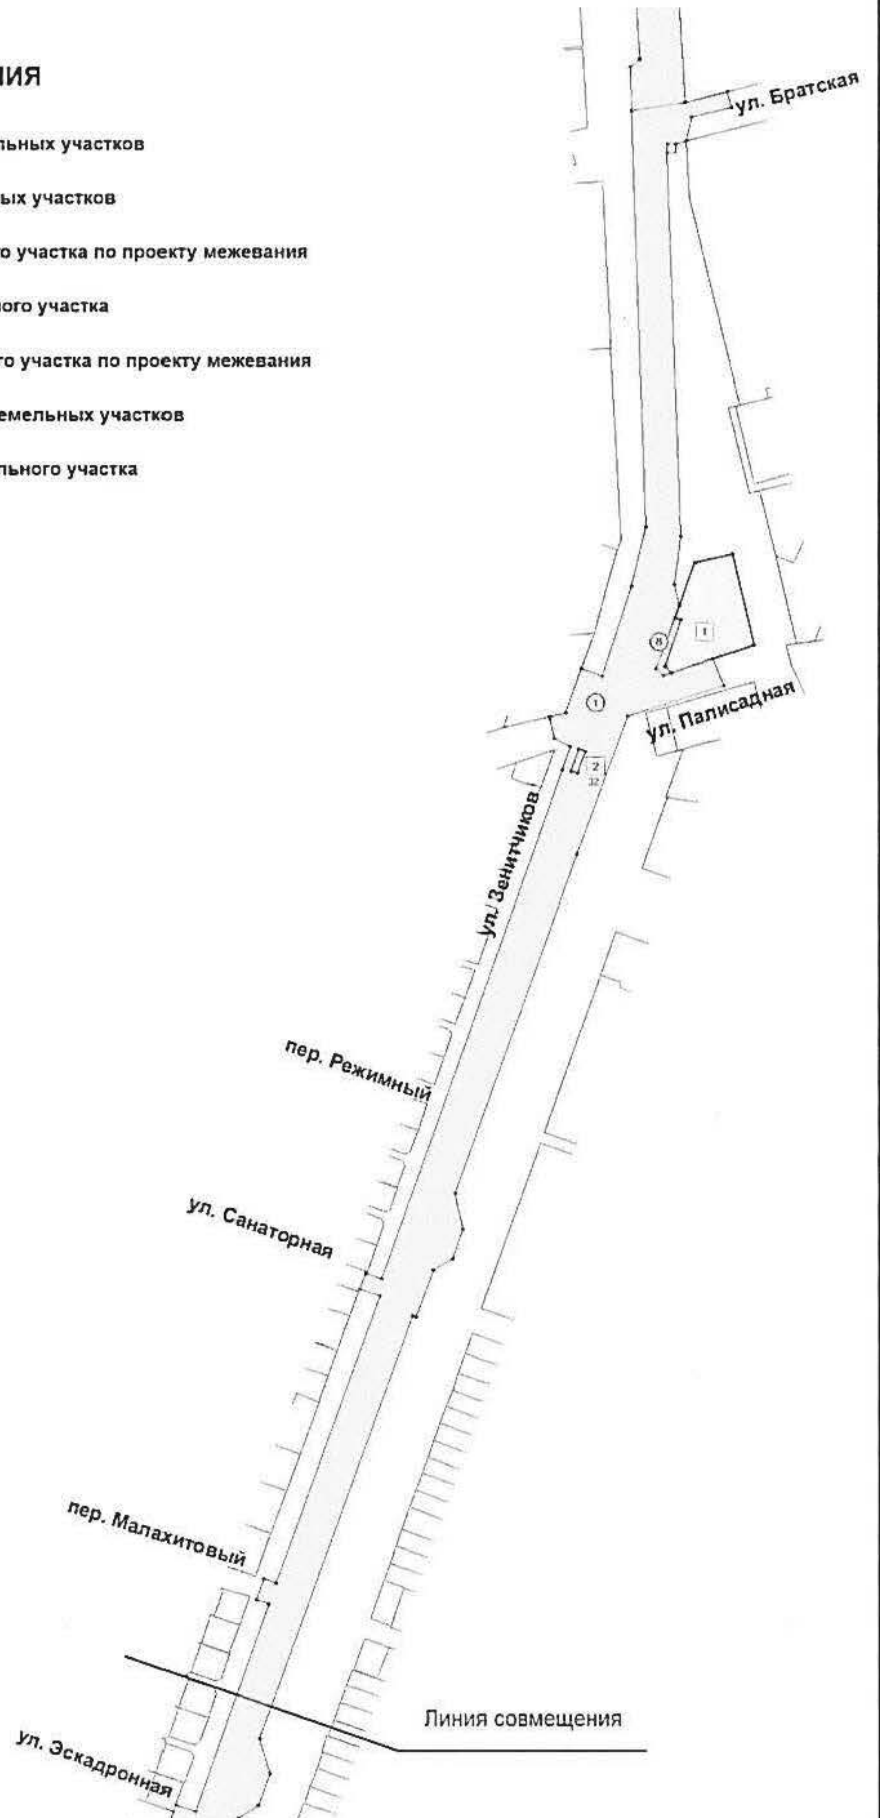 ния
ул. Братская
льных участков
ых участков
о участка по проекту межевания
ого участка
го участка по проекту межевания
емельных участков
льного участка
8
1
1
ул. Палисадная
2
32
ул. Зенитчиков
пер. Режимный
ул. Санаторная
пер. Малахитовый
Линия совмещения
ул. Эскадронная